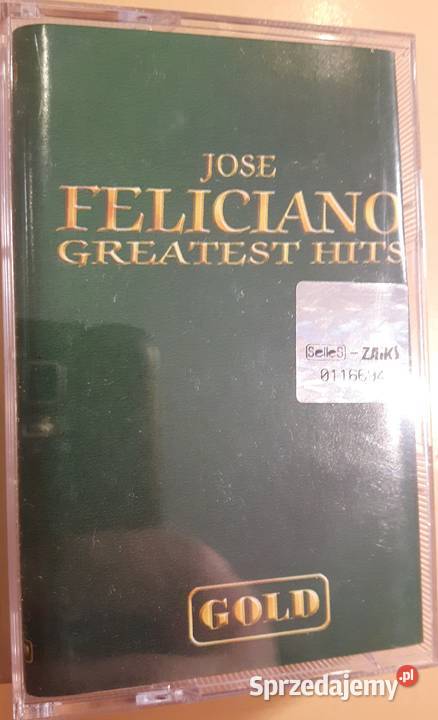 JOSE
FELICIANO
GREATEST HITS
SelleS - ZAiKS
GOLD
Sprzedajemy.pl